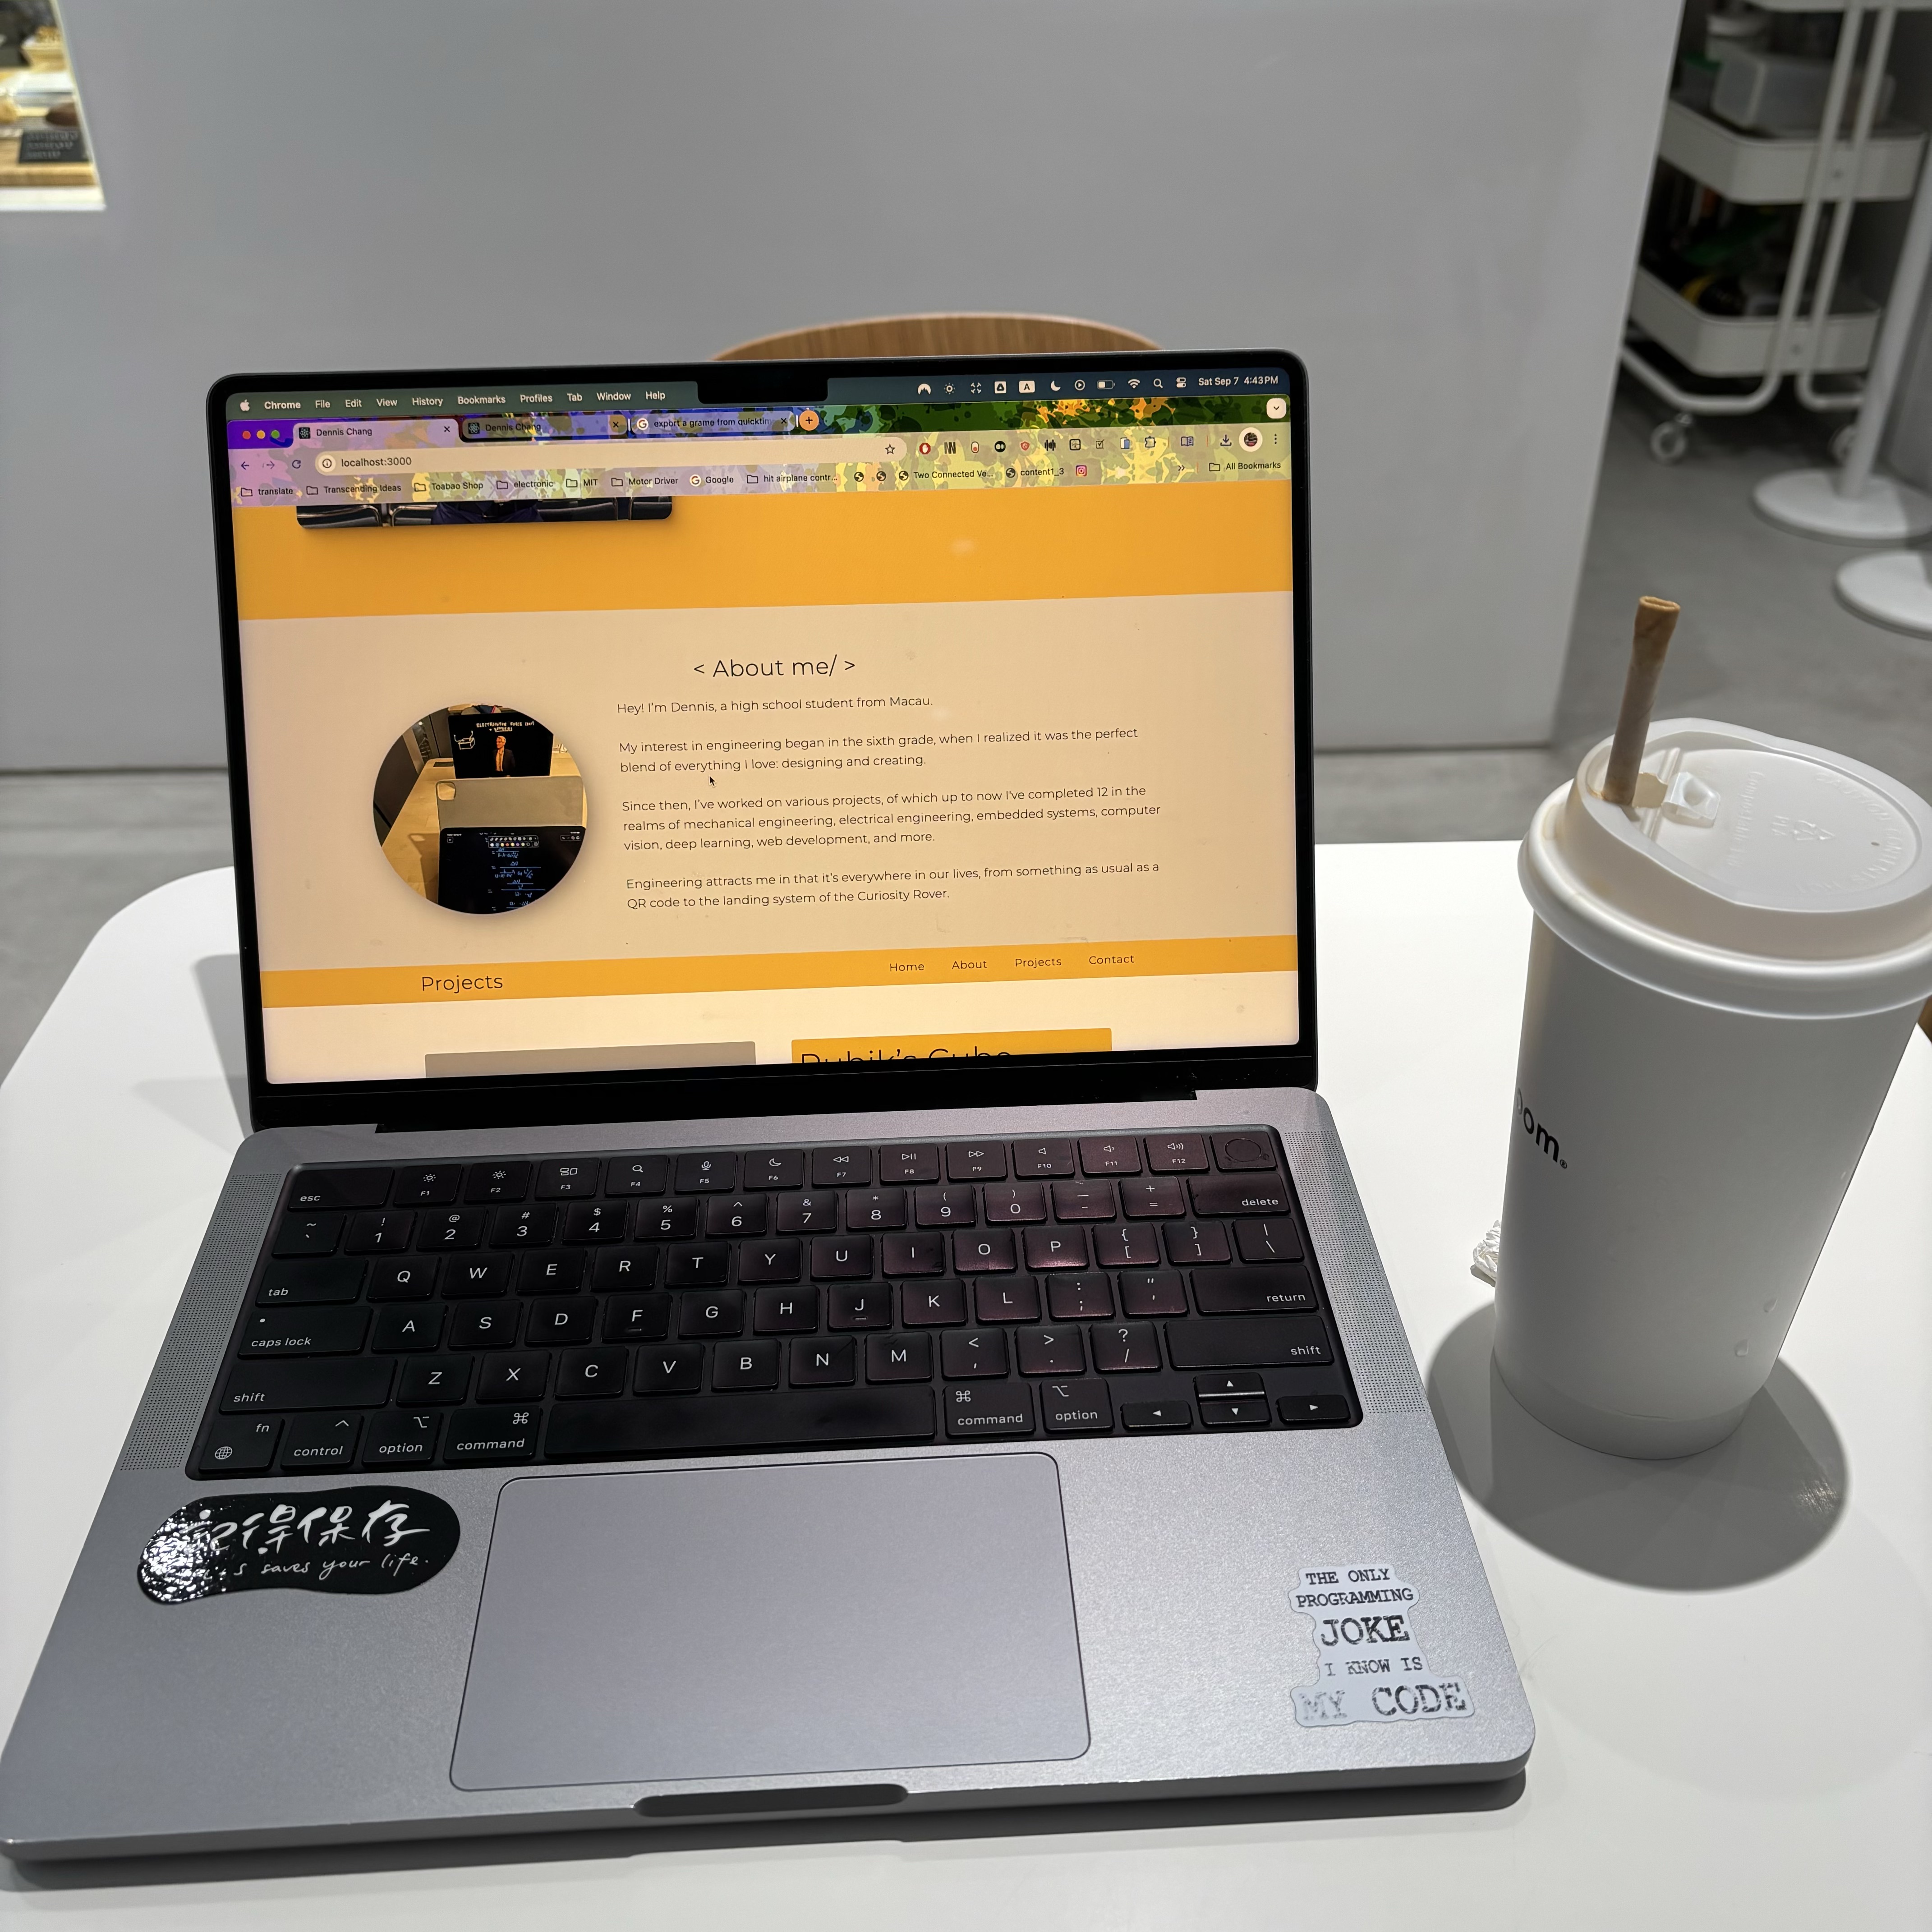 Chrome File Edit View History Bookmarks Profiles Tab Window Help
A Sat Sep 7 4:43 PM
Dennis Chang
Dennis Chang
export a grame from quicktin
localhost:3000
translate Transcending Ideas Toabao Shop electronic MIT Motor Driver Google hit airplane contr... Two Connected Ve... content1_3 All Bookmarks
< About me/ >
Hey! I'm Dennis, a high school student from Macau.
My interest in engineering began in the sixth grade, when I realized it was the perfect
blend of everything I love: designing and creating.
Since then, I've worked on various projects, of which up to now I've completed 12 in the
realms of mechanical engineering, electrical engineering, embedded systems, computer
vision, deep learning, web development, and more.
Engineering attracts me in that it's everywhere in our lives, from something as usual as a
QR code to the landing system of the Curiosity Rover.
Projects Home About Projects Contact
Rubik's Cube
esc F1 F2 F3 F4 F5 F6 F7 F8 F9 F10 F11 F12
~ ! @ # $ % ^ & * ( ) — +
` 1 2 3 4 5 6 7 8 9 0 - = delete
tab Q W E R T Y U I O P { [ } ] | \
caps lock A S D F G H J K L : ; " ' return
shift Z X C V B N M < , > . ? / shift
fn control option command ⌘ ⌘ command option
記得保存
saves your life.
THE ONLY
PROGRAMMING
JOKE
I KNOW IS
MY CODE
om.